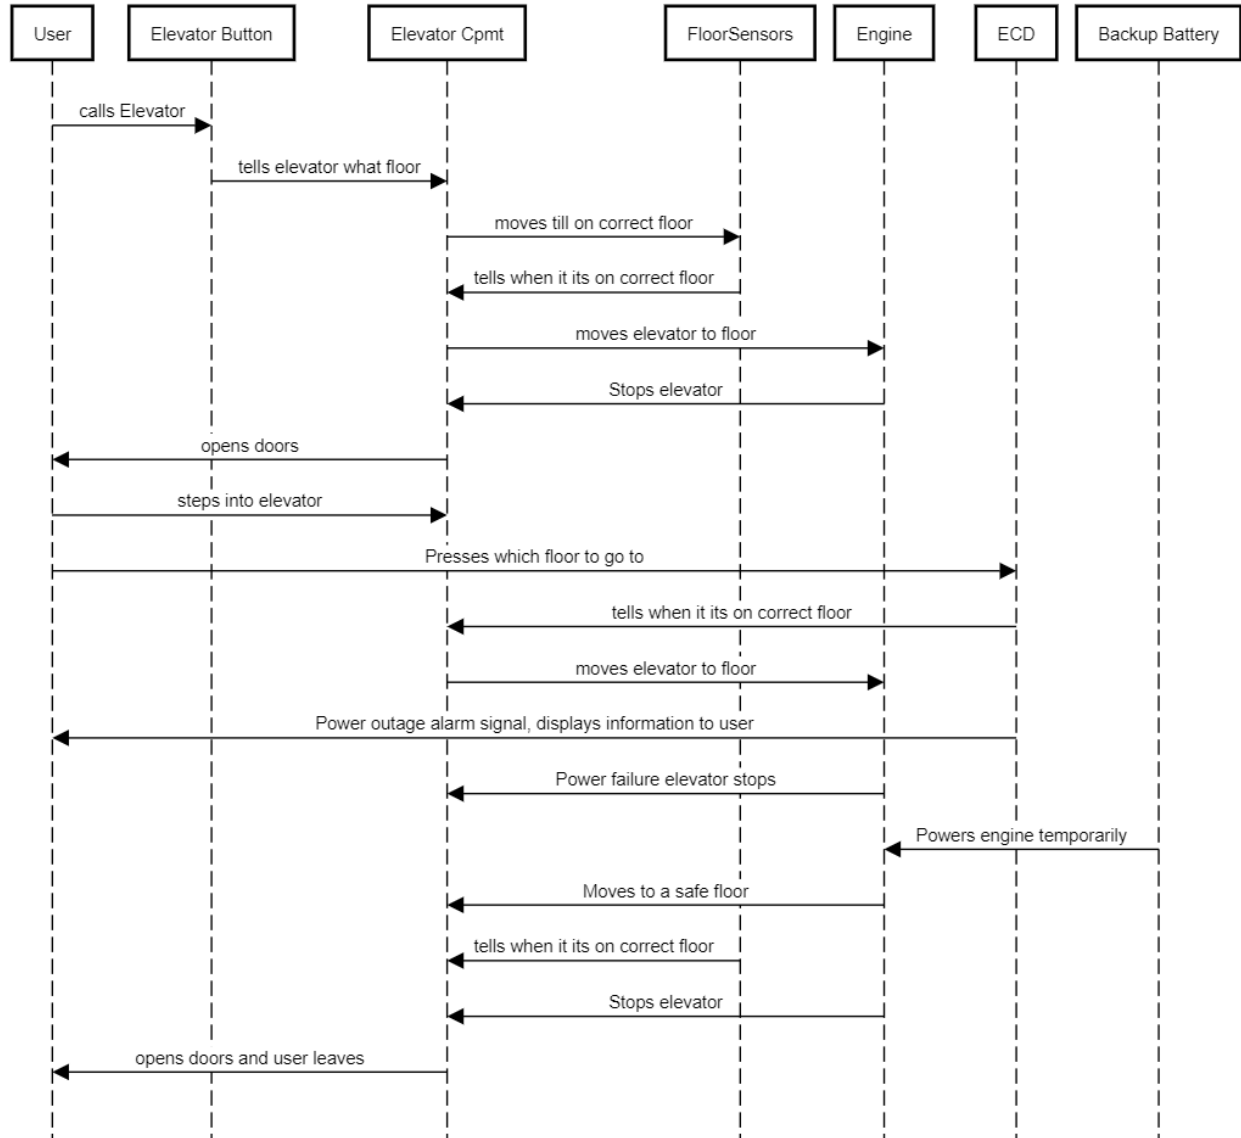 User
Elevator Button
Elevator Cpmt
FloorSensors
Engine
ECD
Backup Battery
calls Elevator
tells elevator what floor
moves till on correct floor
tells when it its on correct floor
moves elevator to floor
Stops elevator
opens doors
steps into elevator
Presses which floor to go to
tells when it its on correct floor
moves elevator to floor
Power outage alarm signal, displays information to user
Power failure elevator stops
Powers engine temporarily
Moves to a safe floor
tells when it its on correct floor
Stops elevator
opens doors and user leaves